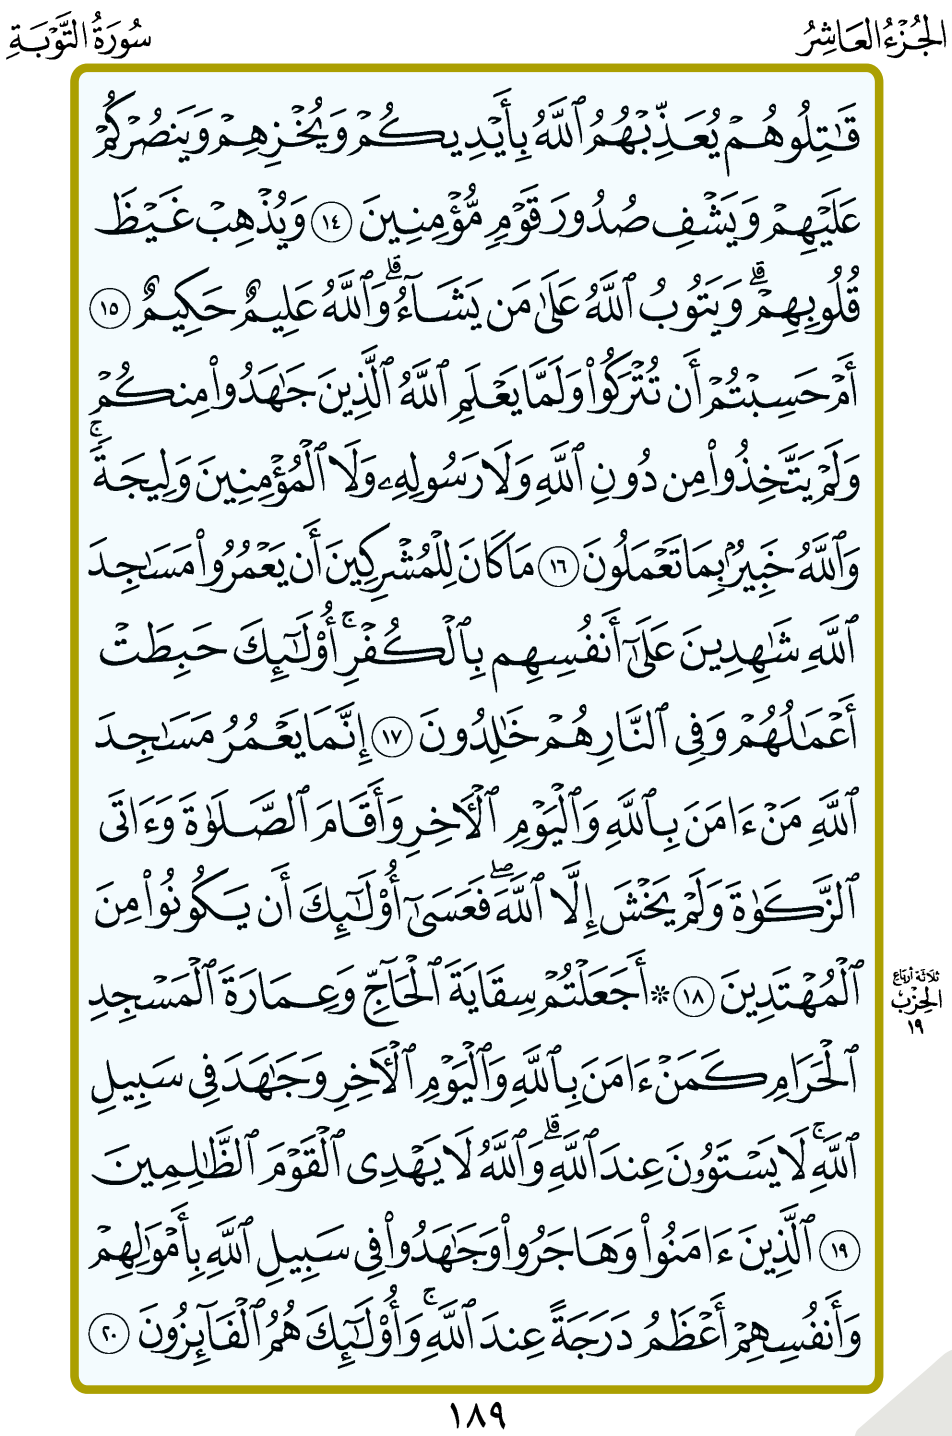 الجُزْءُ العَاشِرُ
سُورَةُ التَّوْبَةِ
قَٰتِلُوهُمْ يُعَذِّبْهُمُ ٱللَّهُ بِأَيْدِيكُمْ وَيُخْزِهِمْ وَيَنصُرْكُمْ
عَلَيْهِمْ وَيَشْفِ صُدُورَ قَوْمٍ مُّؤْمِنِينَ ١٤ وَيُذْهِبْ غَيْظَ
قُلُوبِهِمْۗ وَيَتُوبُ ٱللَّهُ عَلَىٰ مَن يَشَآءُۗ وَٱللَّهُ عَلِيمٌ حَكِيمٌ ١٥
أَمْ حَسِبْتُمْ أَن تُتْرَكُوا۟ وَلَمَّا يَعْلَمِ ٱللَّهُ ٱلَّذِينَ جَٰهَدُوا۟ مِنكُمْ
وَلَمْ يَتَّخِذُوا۟ مِن دُونِ ٱللَّهِ وَلَا رَسُولِهِۦ وَلَا ٱلْمُؤْمِنِينَ وَلِيجَةًۚ
وَٱللَّهُ خَبِيرٌۢ بِمَا تَعْمَلُونَ ١٦ مَا كَانَ لِلْمُشْرِكِينَ أَن يَعْمُرُوا۟ مَسَٰجِدَ
ٱللَّهِ شَٰهِدِينَ عَلَىٰٓ أَنفُسِهِم بِٱلْكُفْرِۚ أُو۟لَٰٓئِكَ حَبِطَتْ
أَعْمَٰلُهُمْ وَفِى ٱلنَّارِ هُمْ خَٰلِدُونَ ١٧ إِنَّمَا يَعْمُرُ مَسَٰجِدَ
ٱللَّهِ مَنْ ءَامَنَ بِٱللَّهِ وَٱلْيَوْمِ ٱلْءَاخِرِ وَأَقَامَ ٱلصَّلَوٰةَ وَءَاتَى
ٱلزَّكَوٰةَ وَلَمْ يَخْشَ إِلَّا ٱللَّهَۖ فَعَسَىٰٓ أُو۟لَٰٓئِكَ أَن يَكُونُوا۟ مِنَ
ٱلْمُهْتَدِينَ ١٨ ۞ أَجَعَلْتُمْ سِقَايَةَ ٱلْحَآجِّ وَعِمَارَةَ ٱلْمَسْجِدِ
ثلاثة أرباع
الحِزْب
١٩
ٱلْحَرَامِ كَمَنْ ءَامَنَ بِٱللَّهِ وَٱلْيَوْمِ ٱلْءَاخِرِ وَجَٰهَدَ فِى سَبِيلِ
ٱللَّهِۚ لَا يَسْتَوُۥنَ عِندَ ٱللَّهِۗ وَٱللَّهُ لَا يَهْدِى ٱلْقَوْمَ ٱلظَّٰلِمِينَ
١٩ ٱلَّذِينَ ءَامَنُوا۟ وَهَاجَرُوا۟ وَجَٰهَدُوا۟ فِى سَبِيلِ ٱللَّهِ بِأَمْوَٰلِهِمْ
وَأَنفُسِهِمْ أَعْظَمُ دَرَجَةً عِندَ ٱللَّهِۚ وَأُو۟لَٰٓئِكَ هُمُ ٱلْفَآئِزُونَ ٢٠
١٨٩